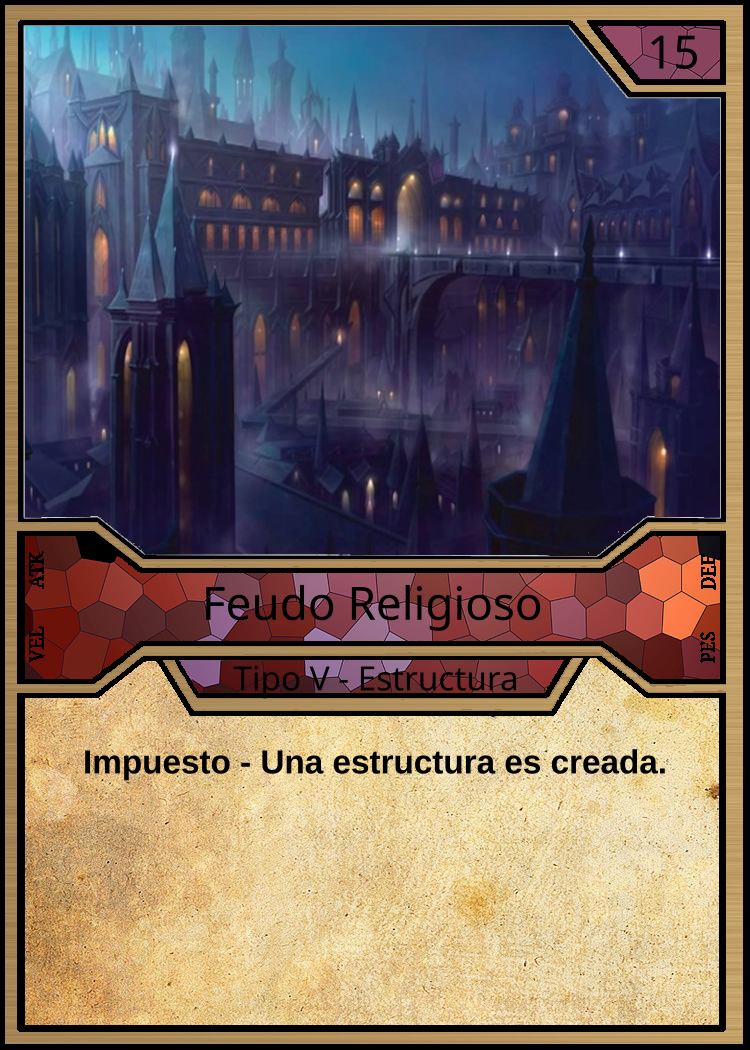 15
ATK
DEF
Feudo Religioso
VEL
PES
Tipo V - Estructura
Impuesto - Una estructura es creada.